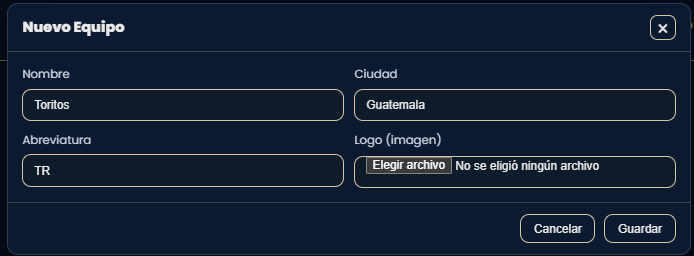 Nuevo Equipo
×
Nombre
Ciudad
Toritos
Guatemala
Abreviatura
Logo (imagen)
TR
Elegir archivo No se eligió ningún archivo
Cancelar
Guardar